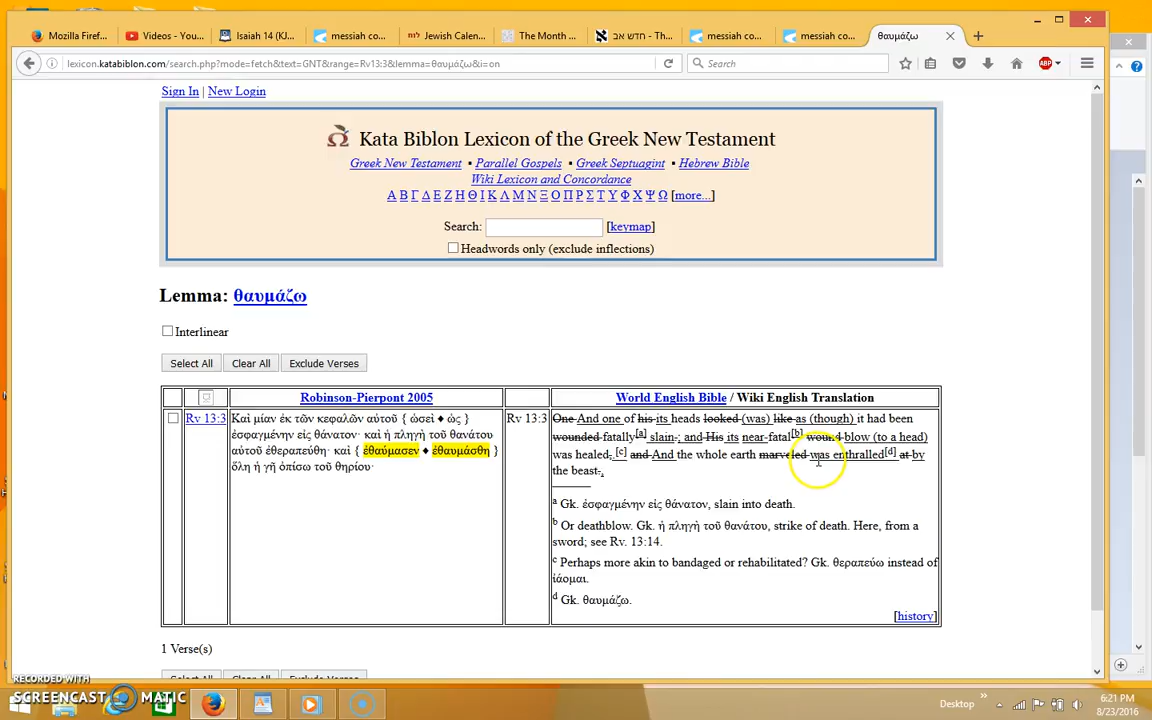 Mozilla Firef...
Videos - You...
Isaiah 14 (KJ...
messiah co...
Jewish Calen...
The Month ...
חדש אב - Th...
messiah co...
messiah co...
θαυμάζω
lexicon.katabiblon.com/search.php?mode=fetch&text=GNT&range=Rv13:3&lemma=θαυμάζω&i=on
Search
ABP
Sign In | New Login
Kata Biblon Lexicon of the Greek New Testament
Greek New Testament ▪ Parallel Gospels ▪ Greek Septuagint ▪ Hebrew Bible
Wiki Lexicon and Concordance
Α Β Γ Δ Ε Ζ Η Θ Ι Κ Λ Μ Ν Ξ Ο Π Ρ Σ Τ Υ Φ Χ Ψ Ω [more...]
Search: [keymap]
Headwords only (exclude inflections)
Lemma: θαυμάζω
Interlinear
Select All Clear All Exclude Verses
Robinson-Pierpont 2005
World English Bible / Wiki English Translation
Rv 13:3
Καὶ μίαν ἐκ τῶν κεφαλῶν αὐτοῦ { ὡσεὶ ♦ ὡς }
ἐσφαγμένην εἰς θάνατον· καὶ ἡ πληγὴ τοῦ θανάτου
αὐτοῦ ἐθεραπεύθη· καὶ { ἐθαύμασεν ♦ ἐθαυμάσθη }
ὅλη ἡ γῆ ὀπίσω τοῦ θηρίου·
Rv 13:3
One And one of his its heads looked (was) like as (though) it had been
wounded fatally[a] slain ; and His its near-fatal[b] wound blow (to a head)
was healed,.[c] and And the whole earth marveled was enthralled[d] at by
the beast.,
a Gk. ἐσφαγμένην εἰς θάνατον, slain into death.
b Or deathblow. Gk. ἡ πληγὴ τοῦ θανάτου, strike of death. Here, from a
sword; see Rv. 13:14.
c Perhaps more akin to bandaged or rehabilitated? Gk. θεραπεύω instead of
ἰάομαι.
d Gk. θαυμάζω.
[history]
1 Verse(s)
Select All Clear All Exclude Verses
RECORDED WITH
SCREENCAST MATIC
Desktop
6:21 PM
8/23/2016